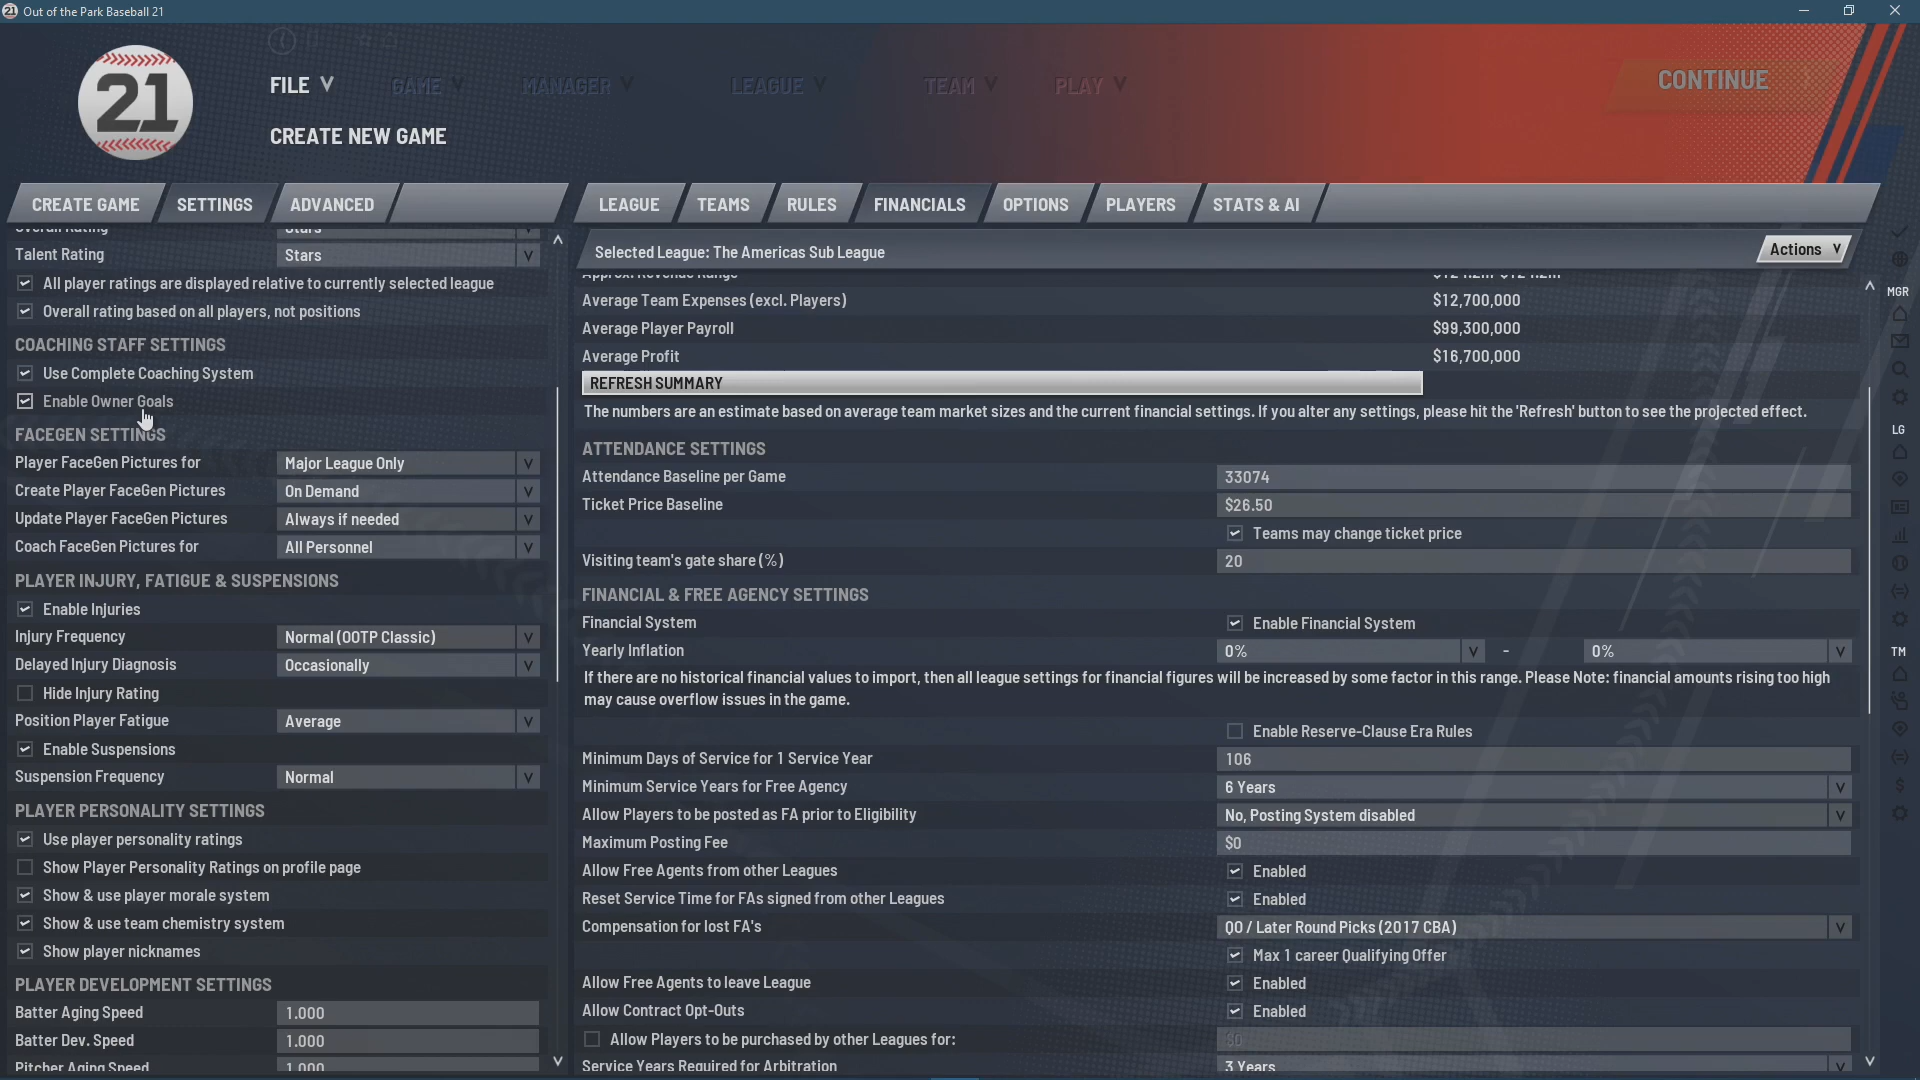 Out of the Park Baseball 21
21
FILE
GAME
MANAGER
LEAGUE
TEAM
PLAY
CONTINUE
CREATE NEW GAME
CREATE GAME
SETTINGS
ADVANCED
LEAGUE
TEAMS
RULES
FINANCIALS
OPTIONS
PLAYERS
STATS & AI
Overall Rating Stars
Talent Rating Stars
All player ratings are displayed relative to currently selected league
Overall rating based on all players, not positions
COACHING STAFF SETTINGS
Use Complete Coaching System
Enable Owner Goals
FACEGEN SETTINGS
Player FaceGen Pictures for Major League Only
Create Player FaceGen Pictures On Demand
Update Player FaceGen Pictures Always if needed
Coach FaceGen Pictures for All Personnel
PLAYER INJURY, FATIGUE & SUSPENSIONS
Enable Injuries
Injury Frequency Normal (OOTP Classic)
Delayed Injury Diagnosis Occasionally
Hide Injury Rating
Position Player Fatigue Average
Enable Suspensions
Suspension Frequency Normal
PLAYER PERSONALITY SETTINGS
Use player personality ratings
Show Player Personality Ratings on profile page
Show & use player morale system
Show & use team chemistry system
Show player nicknames
PLAYER DEVELOPMENT SETTINGS
Batter Aging Speed 1.000
Batter Dev. Speed 1.000
Pitcher Aging Speed 1.000
Selected League: The Americas Sub League
Actions
Approx. Revenue Range
Average Team Expenses (excl. Players) $12,700,000
Average Player Payroll $99,300,000
Average Profit $16,700,000
REFRESH SUMMARY
The numbers are an estimate based on average team market sizes and the current financial settings. If you alter any settings, please hit the 'Refresh' button to see the projected effect.
ATTENDANCE SETTINGS
Attendance Baseline per Game 33074
Ticket Price Baseline $26.50
Teams may change ticket price
Visiting team's gate share (%) 20
FINANCIAL & FREE AGENCY SETTINGS
Financial System Enable Financial System
Yearly Inflation 0% - 0%
If there are no historical financial values to import, then all league settings for financial figures will be increased by some factor in this range. Please Note: financial amounts rising too high
may cause overflow issues in the game.
Enable Reserve-Clause Era Rules
Minimum Days of Service for 1 Service Year 106
Minimum Service Years for Free Agency 6 Years
Allow Players to be posted as FA prior to Eligibility No, Posting System disabled
Maximum Posting Fee $0
Allow Free Agents from other Leagues Enabled
Reset Service Time for FAs signed from other Leagues Enabled
Compensation for lost FA's QO / Later Round Picks (2017 CBA)
Max 1 career Qualifying Offer
Allow Free Agents to leave League Enabled
Allow Contract Opt-Outs Enabled
Allow Players to be purchased by other Leagues for: $0
Service Years Required for Arbitration 3 Years
MGR
LG
TM